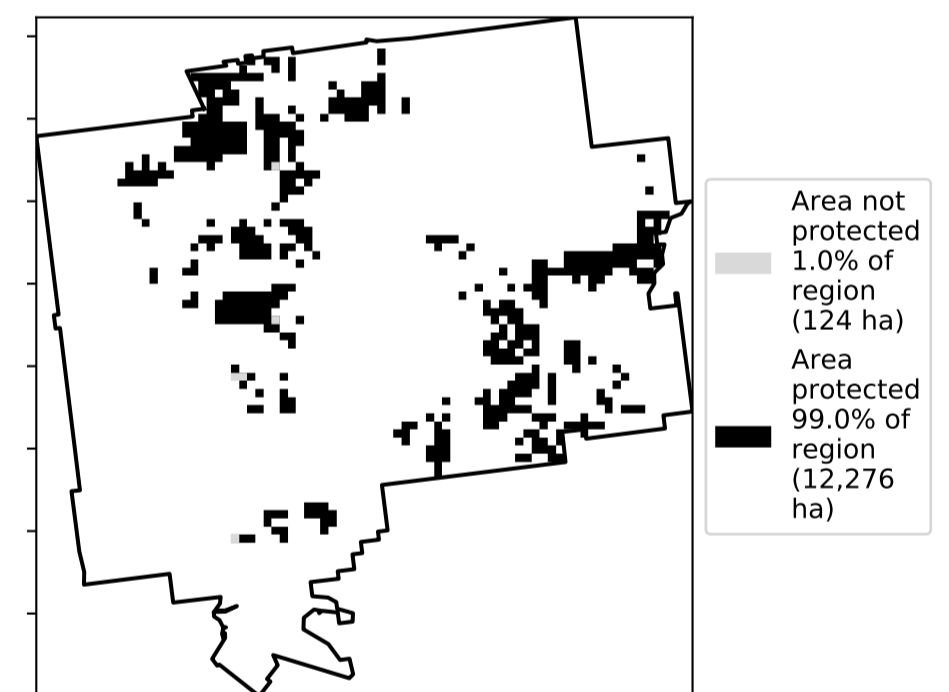 Area not
protected
1.0% of
region
(124 ha)
Area
protected
99.0% of
region
(12,276
ha)